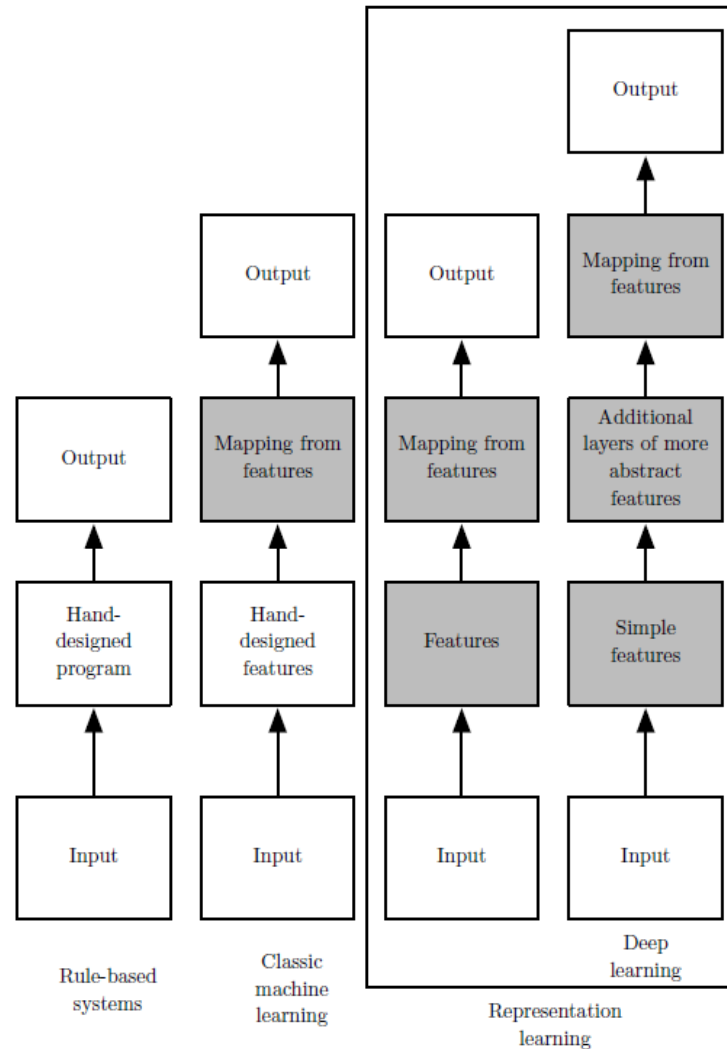 Output
Output
Output
Mapping from
features
Output
Mapping from
features
Mapping from
features
Additional
layers of more
abstract
features
Hand-
designed
program
Hand-
designed
features
Features
Simple
features
Input
Input
Input
Input
Rule-based
systems
Classic
machine
learning
Deep
learning
Representation
learning